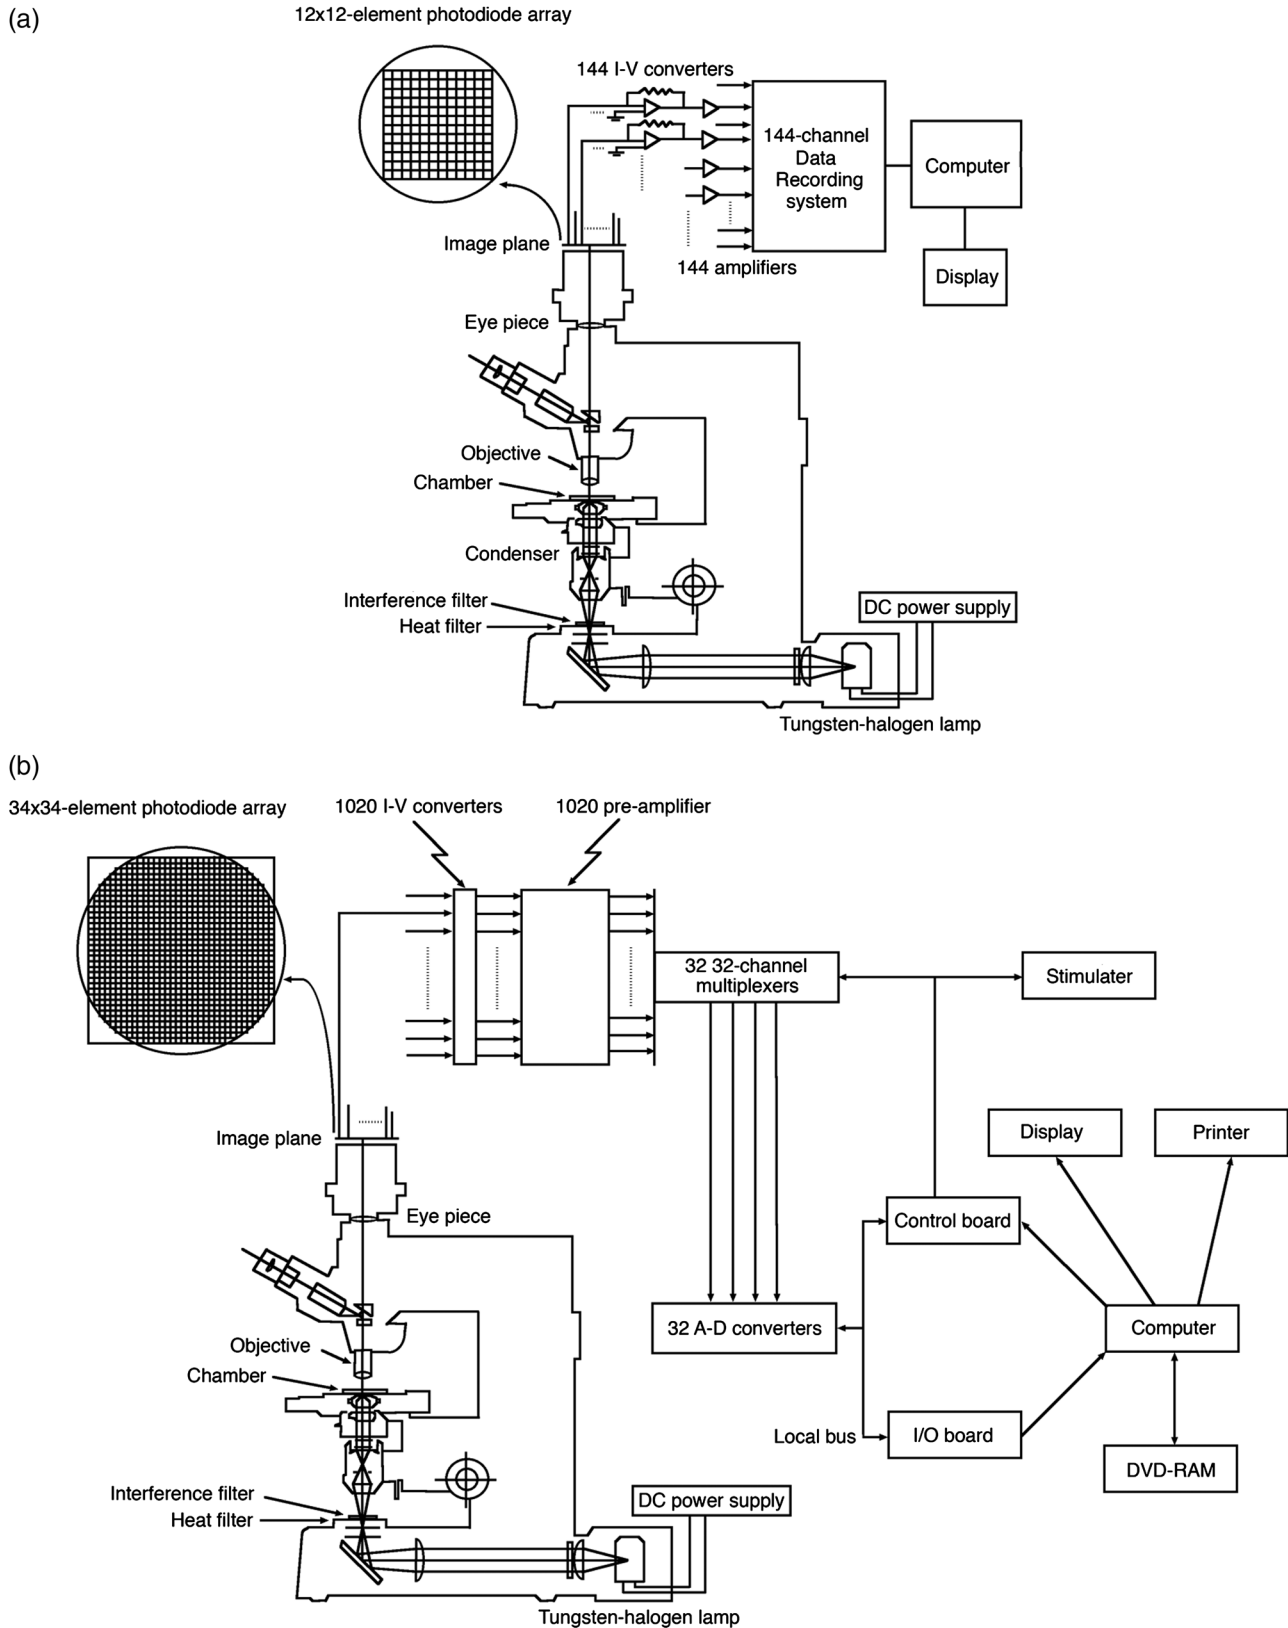 (a)
12x12-element photodiode array
144 I-V converters
144-channel
Data
Recording
system
Computer
Display
144 amplifiers
Image plane
Eye piece
Objective
Chamber
Condenser
Interference filter
Heat filter
DC power supply
Tungsten-halogen lamp
(b)
34x34-element photodiode array
1020 I-V converters
1020 pre-amplifier
32 32-channel
multiplexers
Stimulater
Display
Printer
Image plane
Eye piece
Control board
32 A-D converters
Computer
Objective
Chamber
Local bus
I/O board
DVD-RAM
Interference filter
Heat filter
DC power supply
Tungsten-halogen lamp